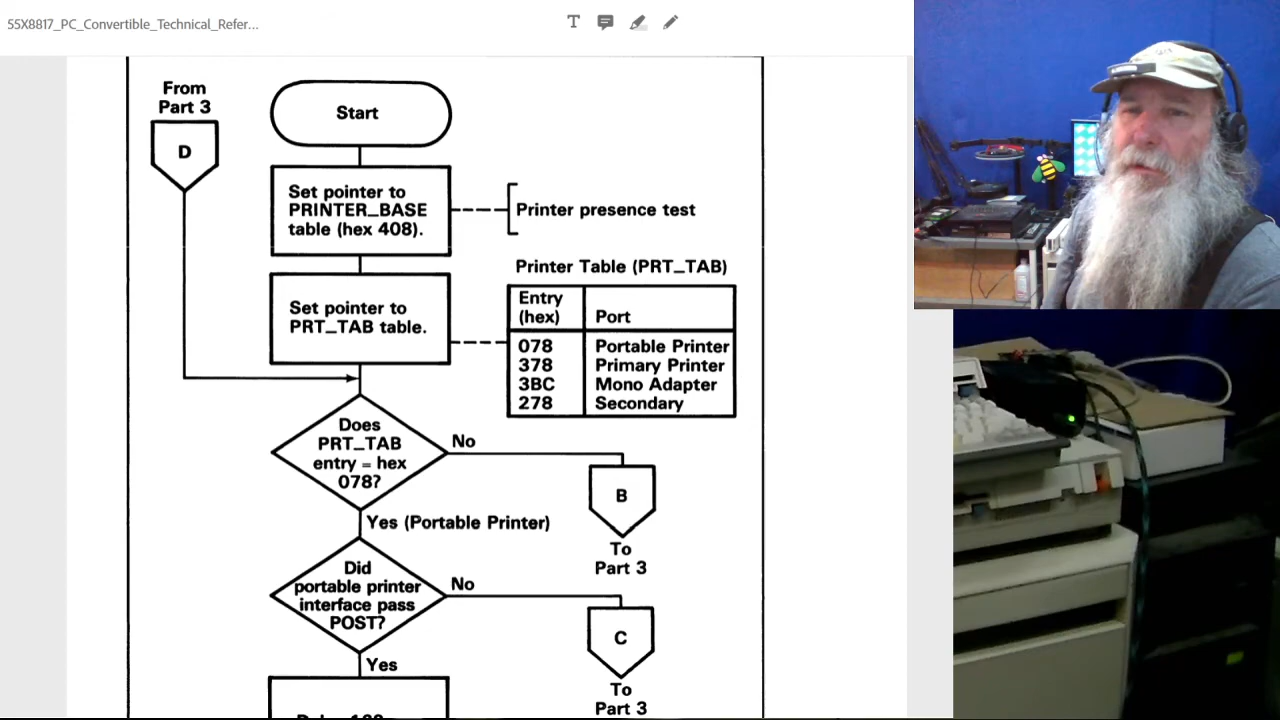 55X8817_PC_Convertible_Technical_Refer...
T
From
Part 3
D
Start
Set pointer to
PRINTER_BASE
table (hex 408).
Printer presence test
Printer Table (PRT_TAB)
Entry
(hex)
Port
078 Portable Printer
378 Primary Printer
3BC Mono Adapter
278 Secondary
Set pointer to
PRT_TAB table.
Does
PRT_TAB
entry = hex
078?
No
B
To
Part 3
Yes (Portable Printer)
Did
portable printer
interface pass
POST?
No
C
To
Part 3
Yes